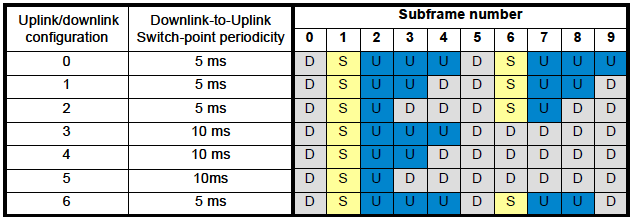 Uplink/downlink configuration Downlink-to-Uplink Switch-point periodicity Subframe number
0 1 2 3 4 5 6 7 8 9
0 5 ms D S U U U D S U U U
1 5 ms D S U U D D S U U D
2 5 ms D S U D D D S U D D
3 10 ms D S U U U D D D D D
4 10 ms D S U U D D D D D D
5 10ms D S U D D D D D D D
6 5 ms D S U U U D S U U D